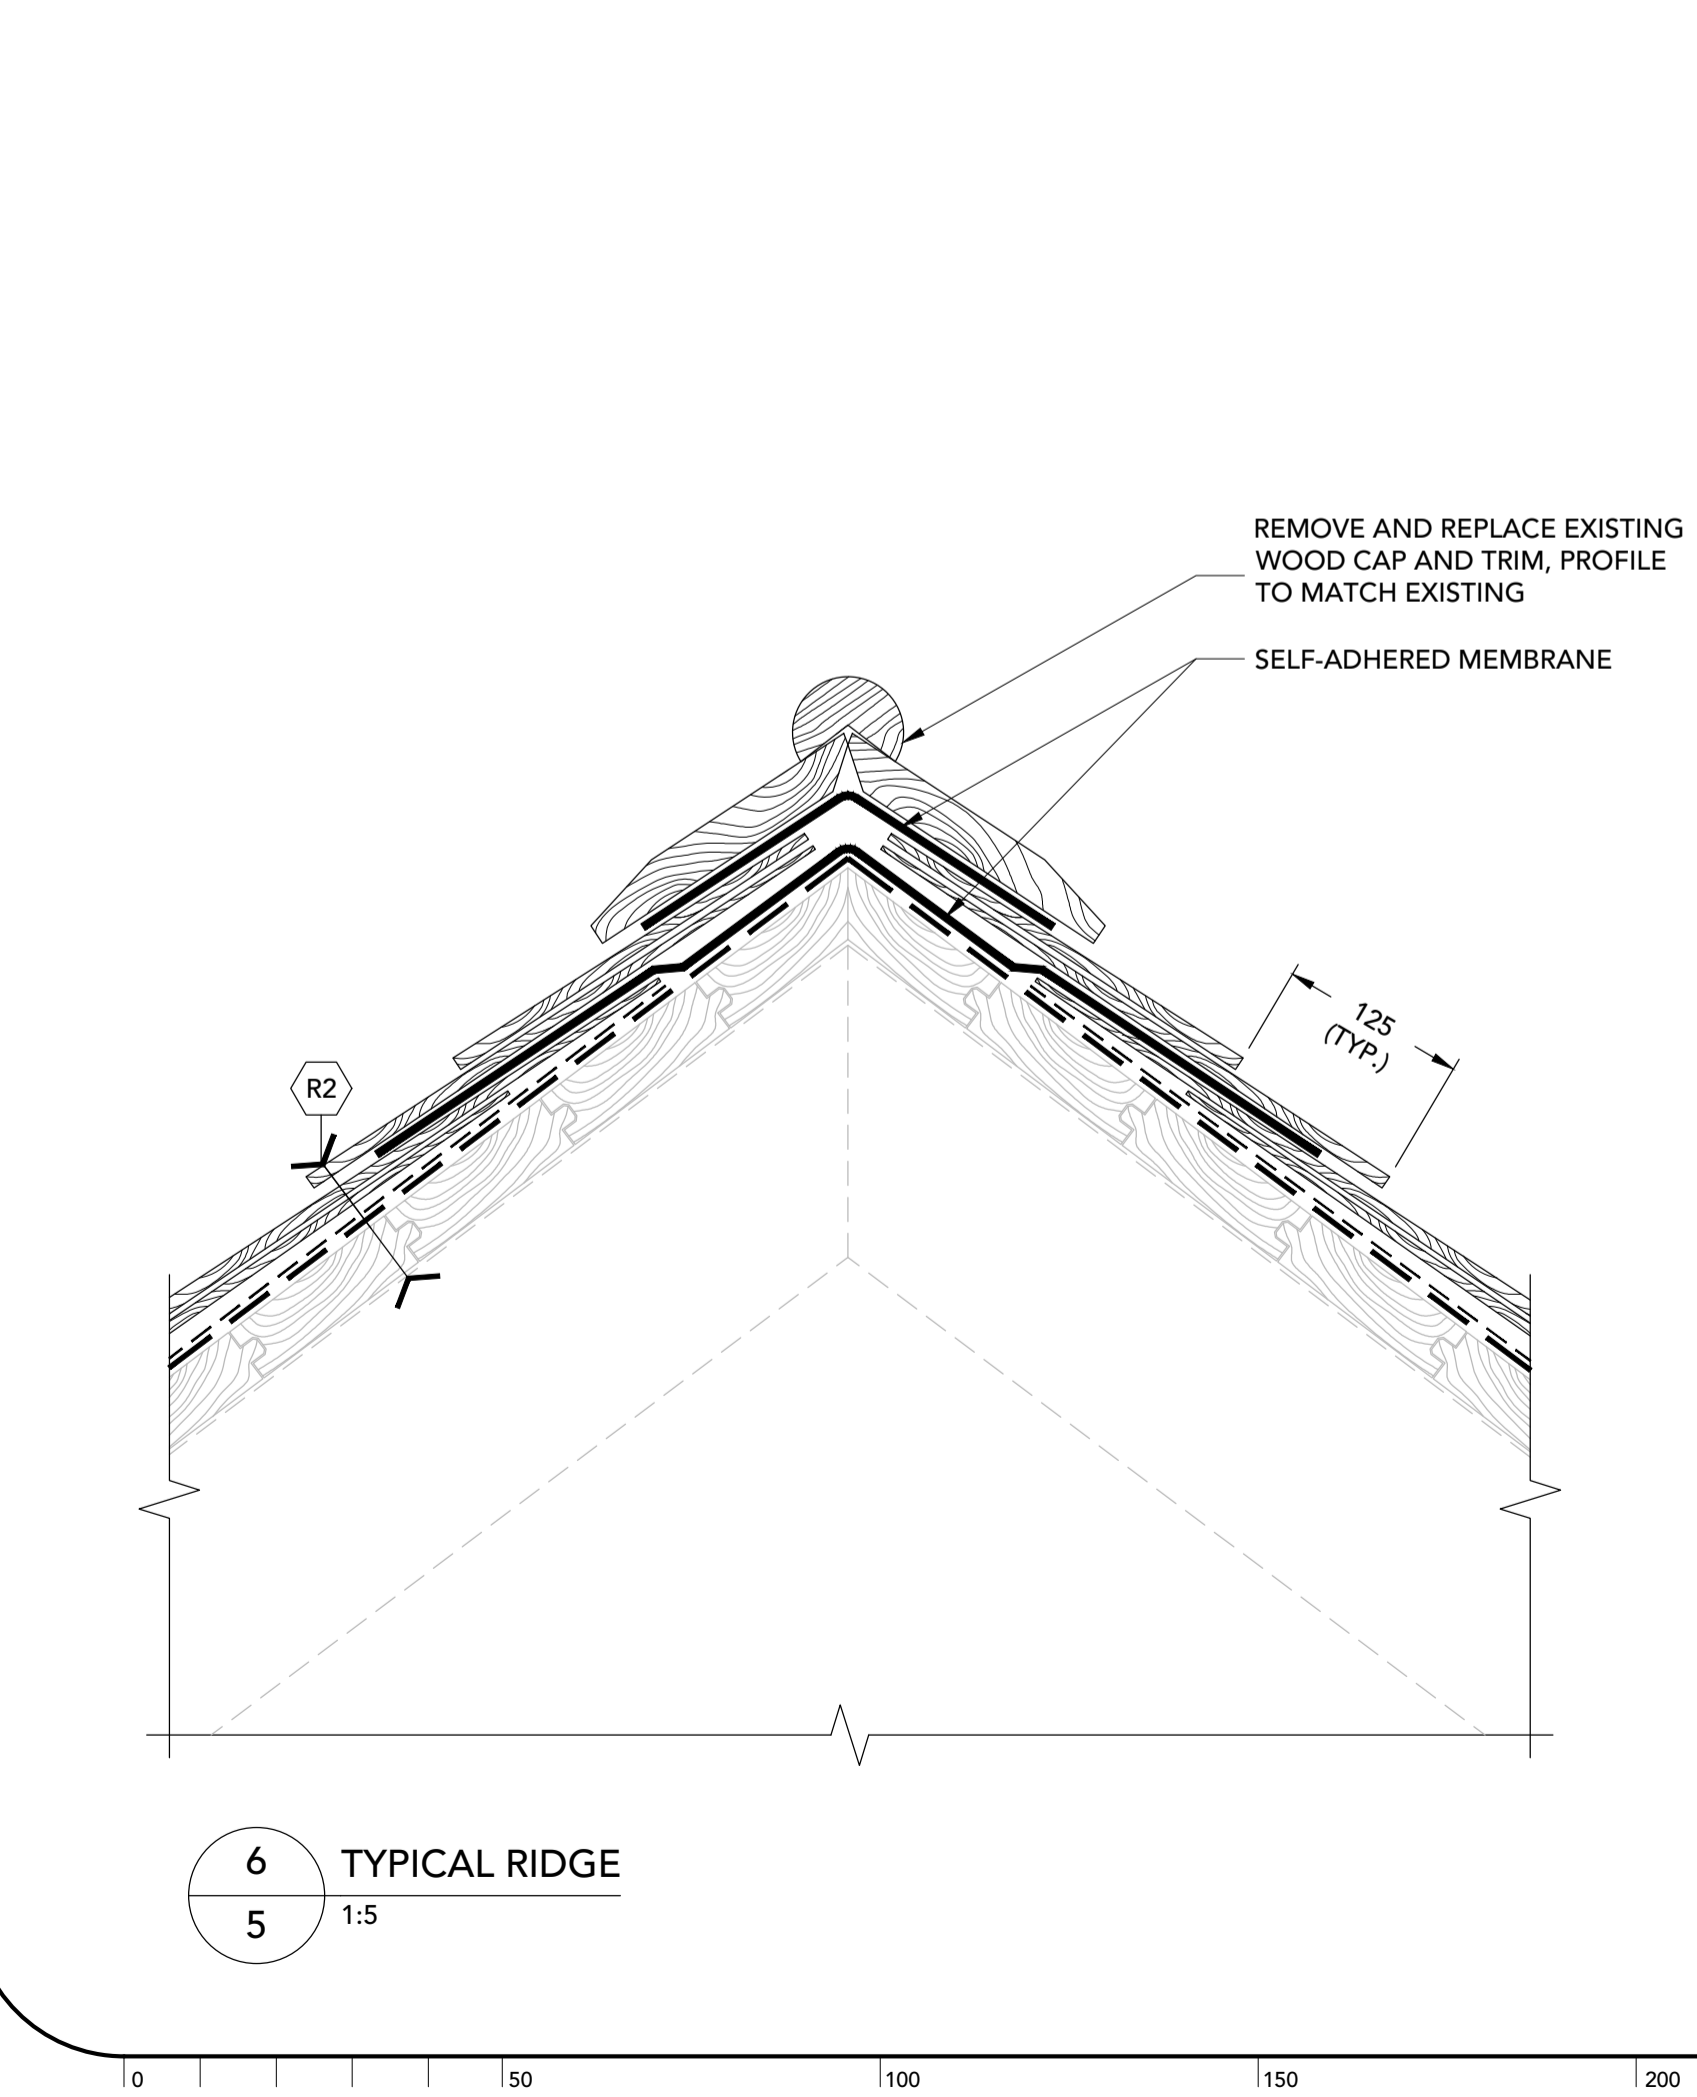 REMOVE AND REPLACE EXISTING
WOOD CAP AND TRIM, PROFILE
TO MATCH EXISTING
SELF-ADHERED MEMBRANE
125
(TYP.)
R2
6
TYPICAL RIDGE
5
1:5
0
50
100
150
200